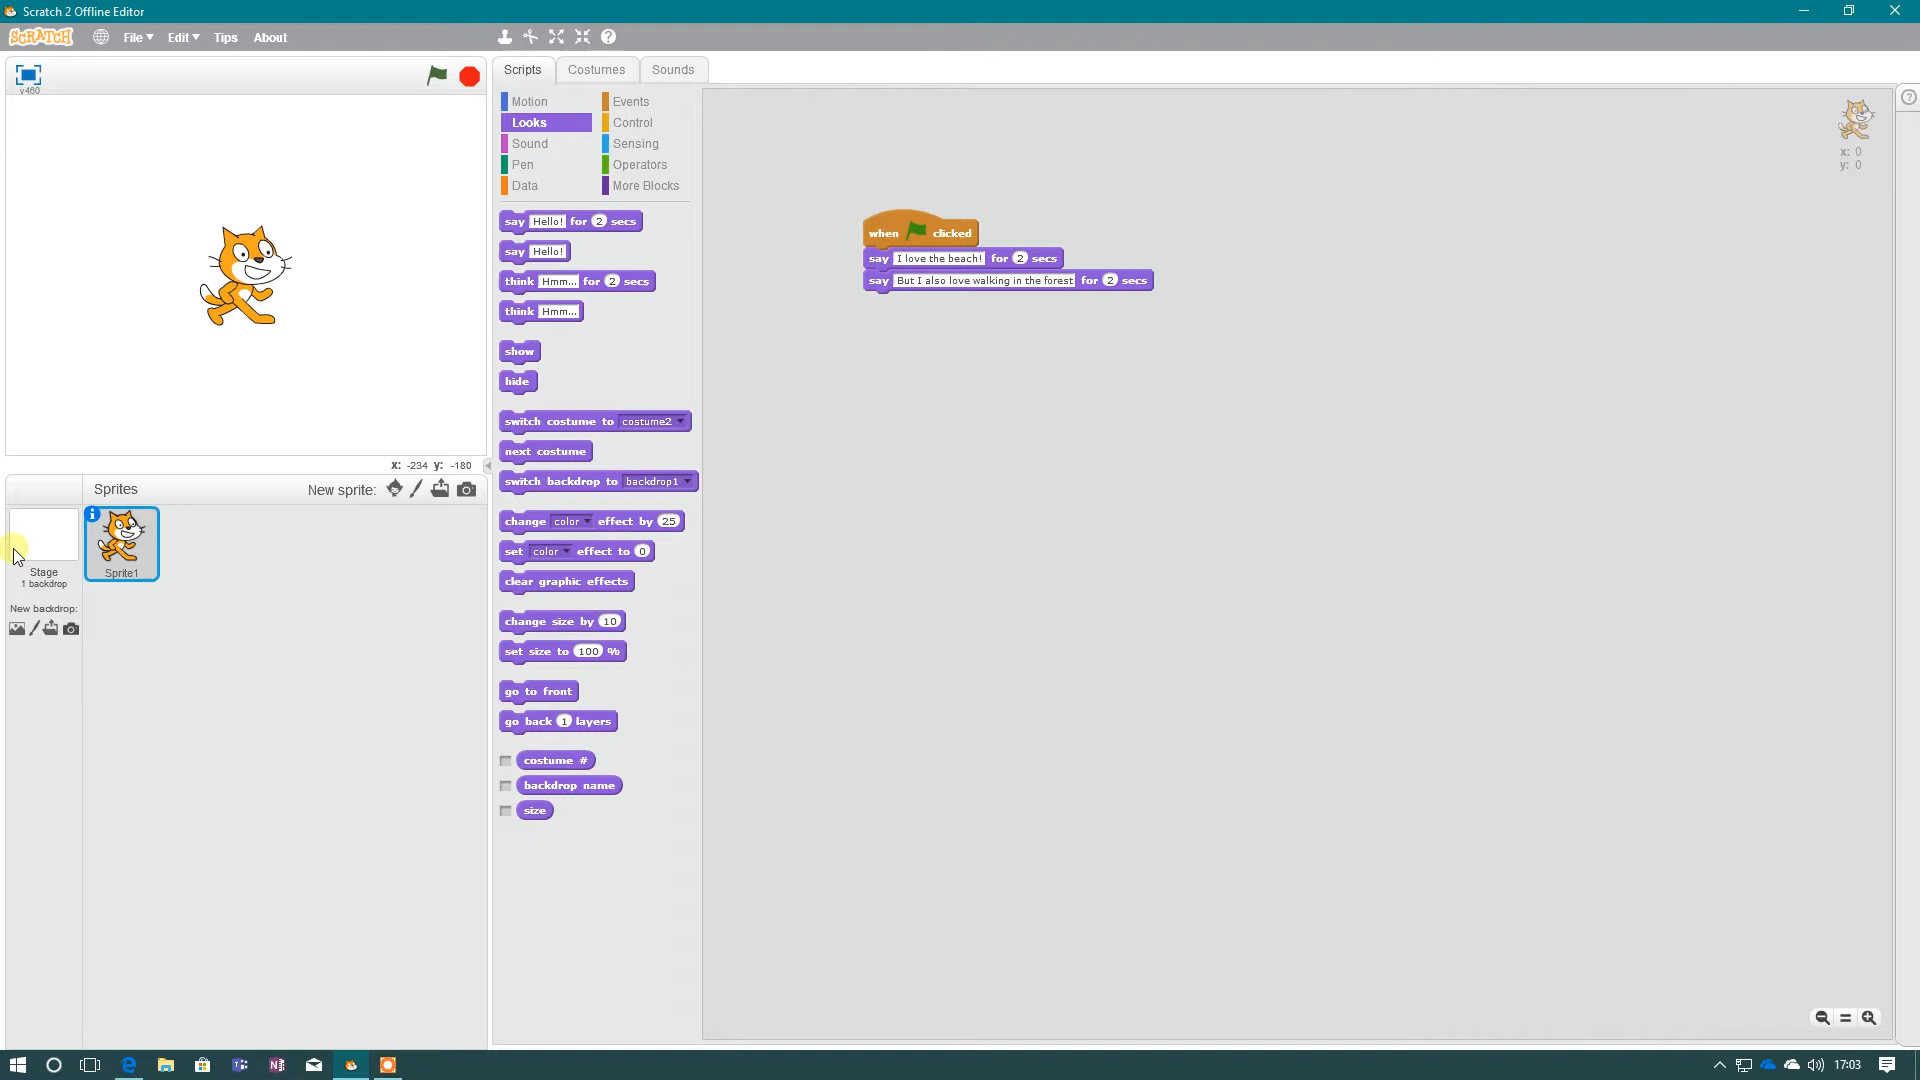 Scratch 2 Offline Editor
SCRATCH File Edit Tips About
v460
Scripts Costumes Sounds
Motion Events
Looks Control
Sound Sensing
Pen Operators
Data More Blocks
say Hello! for 2 secs
say Hello!
think Hmm... for 2 secs
think Hmm...
show
hide
switch costume to costume2
next costume
switch backdrop to backdrop1
change color effect by 25
set color effect to 0
clear graphic effects
change size by 10
set size to 100 %
go to front
go back 1 layers
costume #
backdrop name
size
when clicked
say I love the beach! for 2 secs
say But I also love walking in the forest for 2 secs
x: 0
y: 0
x: -234 y: -180
Sprites New sprite:
Stage
1 backdrop
New backdrop:
Sprite1
17:03